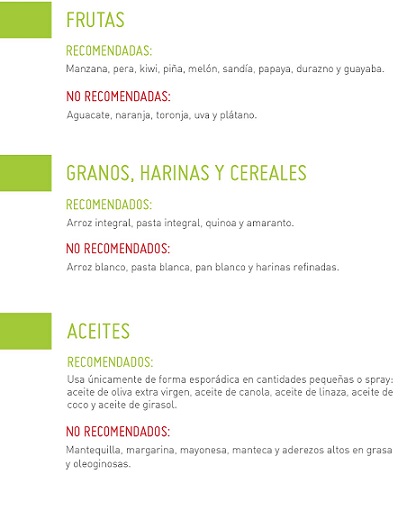 FRUTAS
RECOMENDADAS:
Manzana, pera, kiwi, piña, melón, sandía, papaya, durazno y guayaba.
NO RECOMENDADAS:
Aguacate, naranja, toronja, uva y plátano.
GRANOS, HARINAS Y CEREALES
RECOMENDADOS:
Arroz integral, pasta integral, quinoa y amaranto.
NO RECOMENDADOS:
Arroz blanco, pasta blanca, pan blanco y harinas refinadas.
ACEITES
RECOMENDADOS:
Usa únicamente de forma esporádica en cantidades pequeñas o spray:
aceite de oliva extra virgen, aceite de canola, aceite de linaza, aceite de
coco y aceite de girasol.
NO RECOMENDADOS:
Mantequilla, margarina, mayonesa, manteca y aderezos altos en grasa
y oleoginosas.